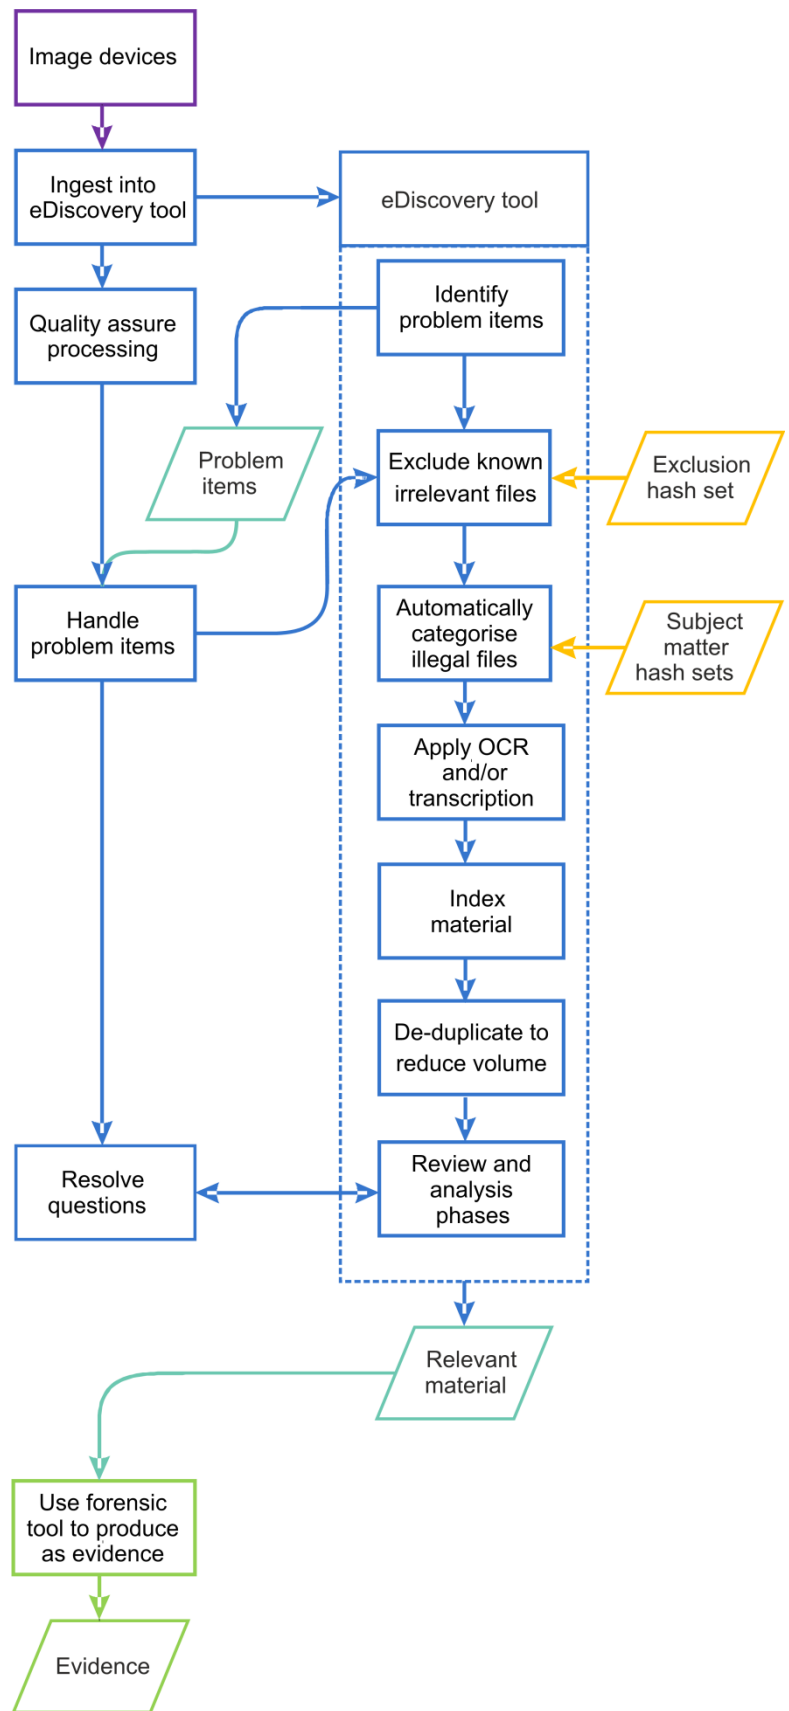 Image devices
Ingest into
eDiscovery tool
eDiscovery tool
Identify
problem items
Quality assure
processing
Problem
items
Exclude known
irrelevant files
Exclusion
hash set
Handle
problem items
Automatically
categorise
illegal files
Subject
matter
hash sets
Apply OCR
and/or
transcription
Index
material
De-duplicate to
reduce volume
Resolve
questions
Review and
analysis
phases
Relevant
material
Use forensic
tool to produce
as evidence
Evidence